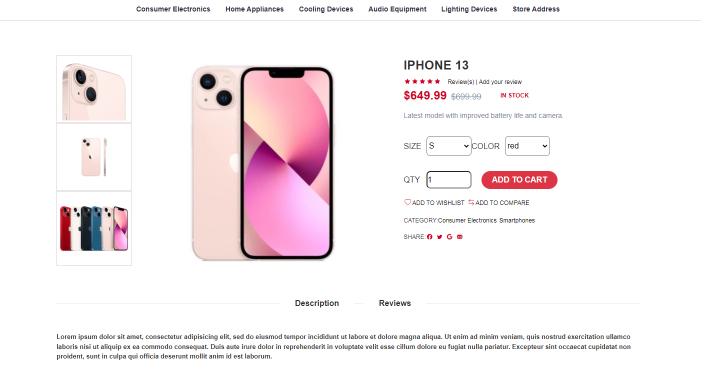 Consumer Electronics Home Appliances Cooling Devices Audio Equipment Lighting Devices Store Address
IPHONE 13
Review(s) | Add your review
$649.99 $699.99 IN STOCK
Latest model with improved battery life and camera.
SIZE S COLOR red
QTY 1 ADD TO CART
ADD TO WISHLIST ADD TO COMPARE
CATEGORY:Consumer Electronics Smartphones
SHARE:
Description Reviews
Lorem ipsum dolor sit amet, consectetur adipisicing elit, sed do eiusmod tempor incididunt ut labore et dolore magna aliqua. Ut enim ad minim veniam, quis nostrud exercitation ullamco
laboris nisi ut aliquip ex ea commodo consequat. Duis aute irure dolor in reprehenderit in voluptate velit esse cillum dolore eu fugiat nulla pariatur. Excepteur sint occaecat cupidatat non
proident, sunt in culpa qui officia deserunt mollit anim id est laborum.